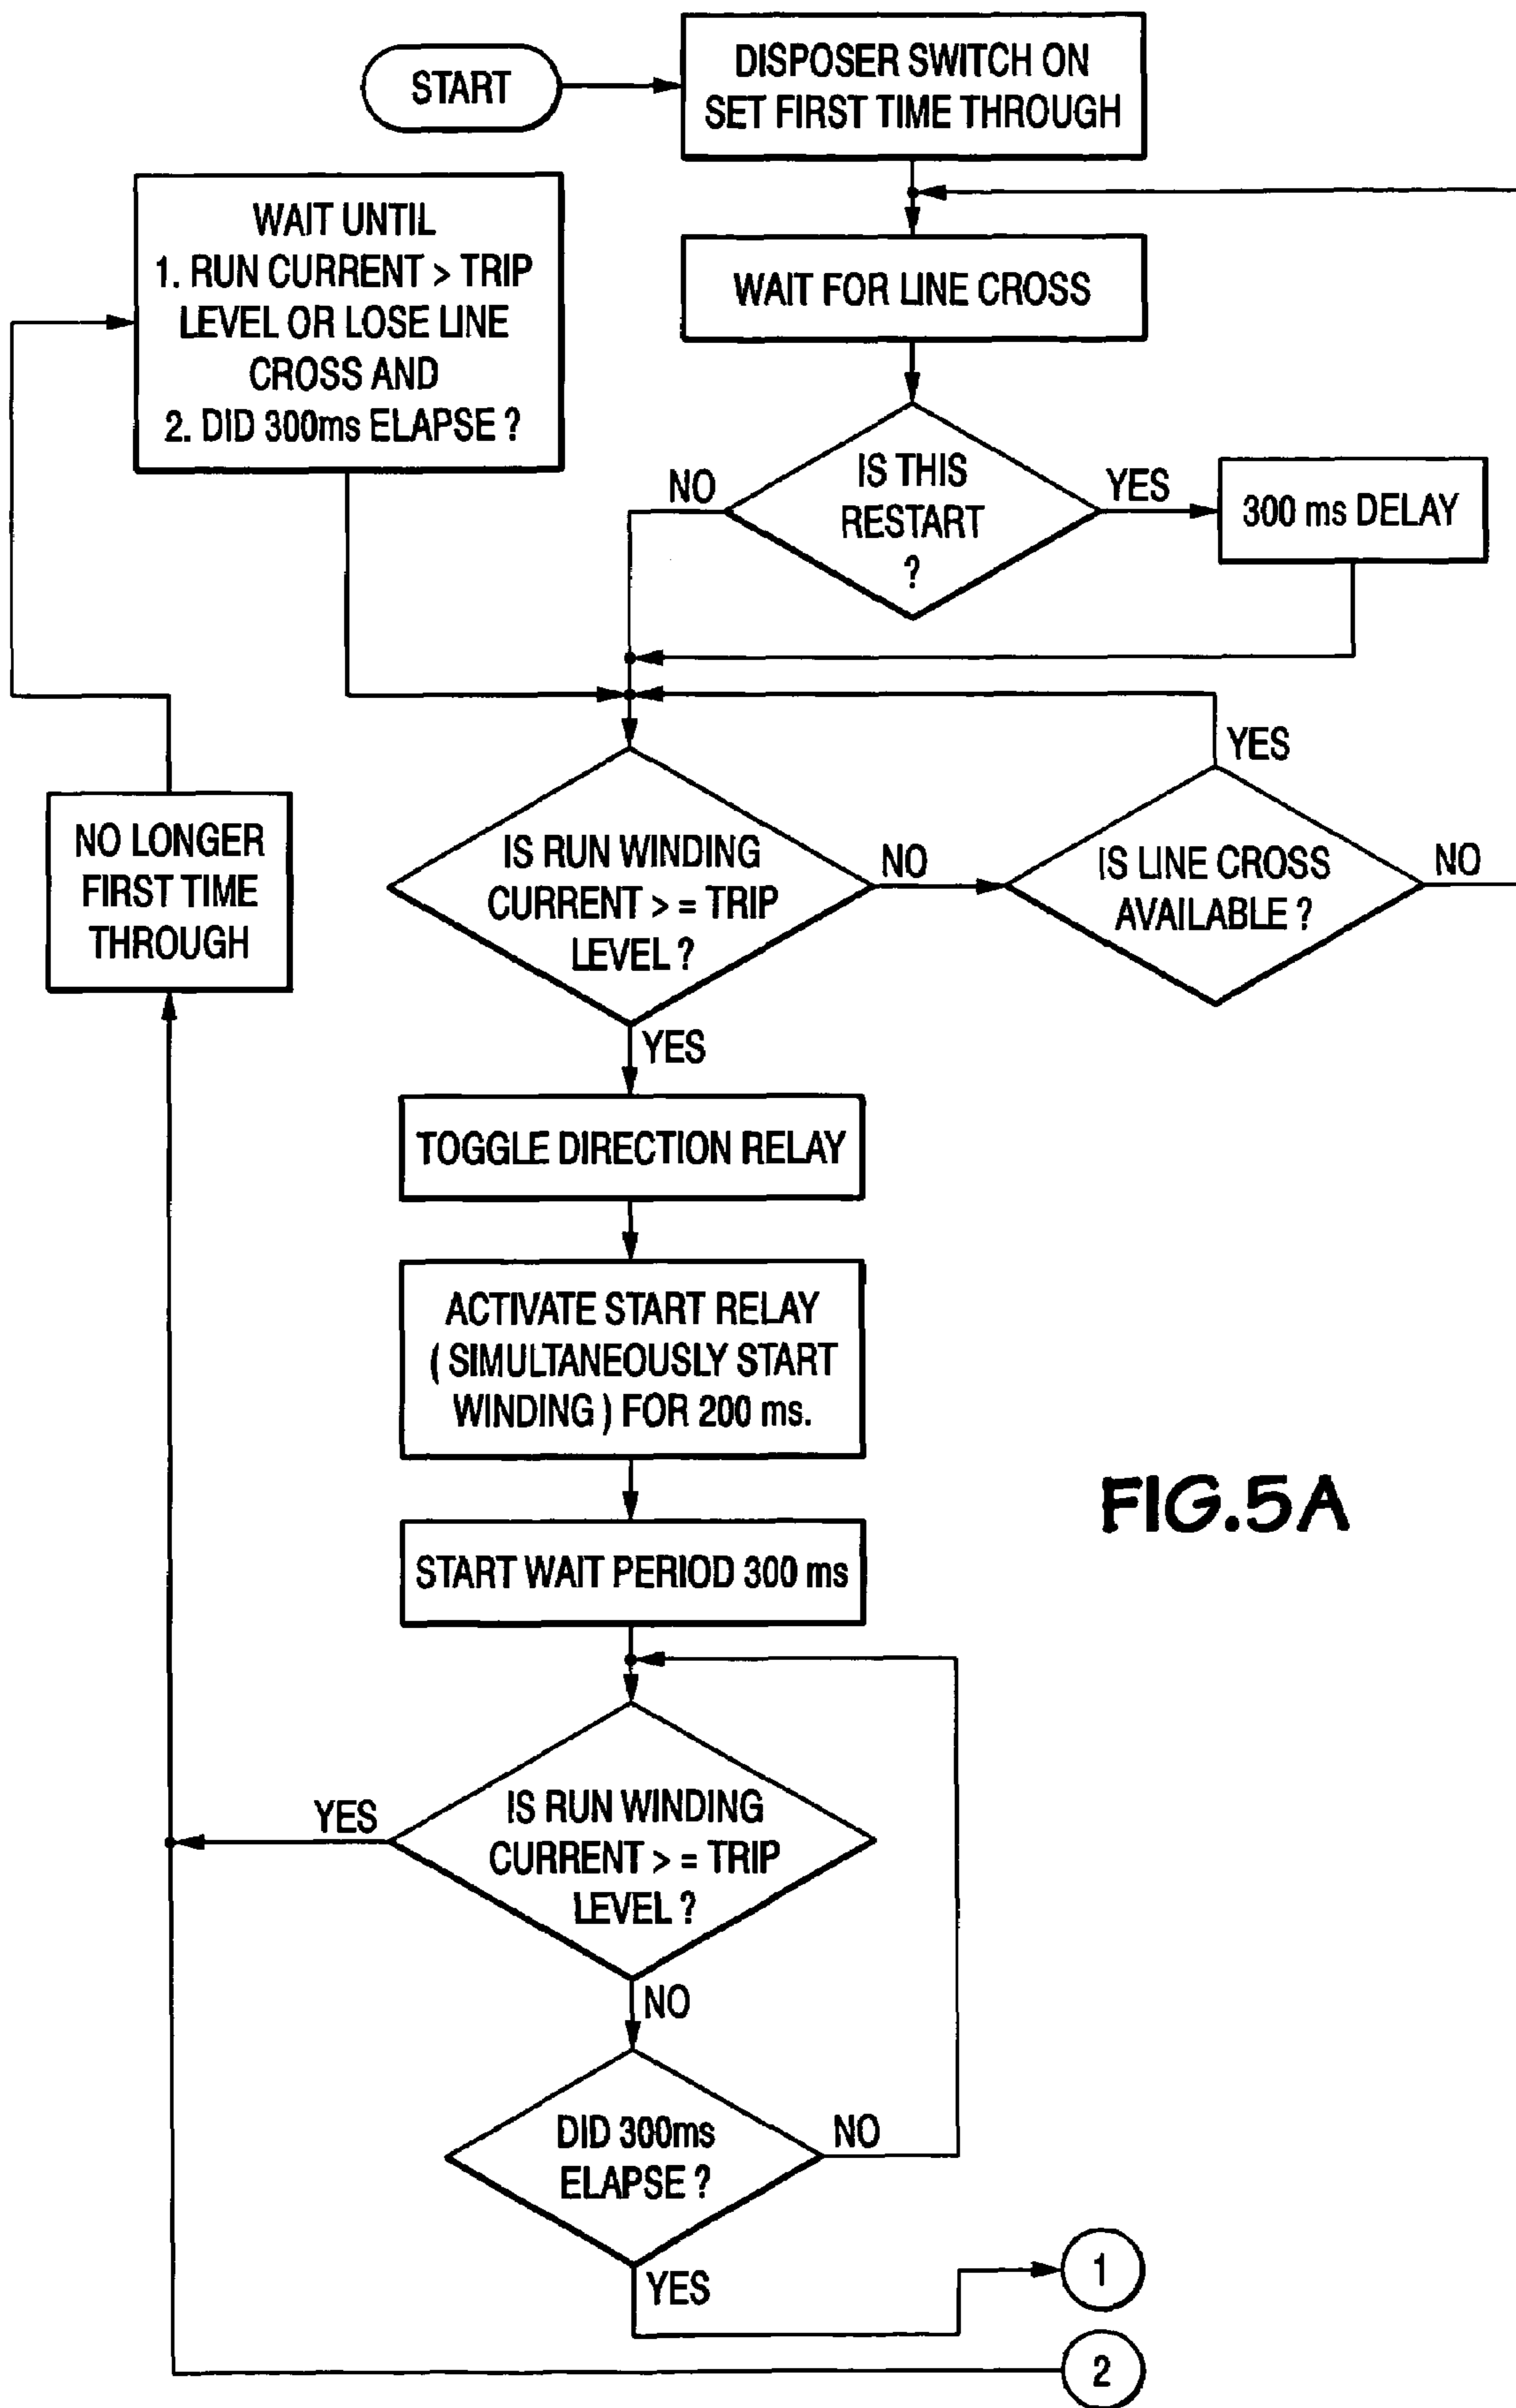 START
DISPOSER SWITCH ON
SET FIRST TIME THROUGH
WAIT UNTIL
1. RUN CURRENT > TRIP
LEVEL OR LOSE LINE
CROSS AND
2. DID 300ms ELAPSE ?
WAIT FOR LINE CROSS
IS THIS
RESTART
?
NO
YES
300 ms DELAY
NO LONGER
FIRST TIME
THROUGH
IS RUN WINDING
CURRENT > = TRIP
LEVEL ?
NO
YES
IS LINE CROSS
AVAILABLE ?
YES
NO
TOGGLE DIRECTION RELAY
ACTIVATE START RELAY
( SIMULTANEOUSLY START
WINDING ) FOR 200 ms.
START WAIT PERIOD 300 ms
FIG.5A
IS RUN WINDING
CURRENT > = TRIP
LEVEL ?
YES
NO
DID 300ms
ELAPSE ?
NO
YES
1
2